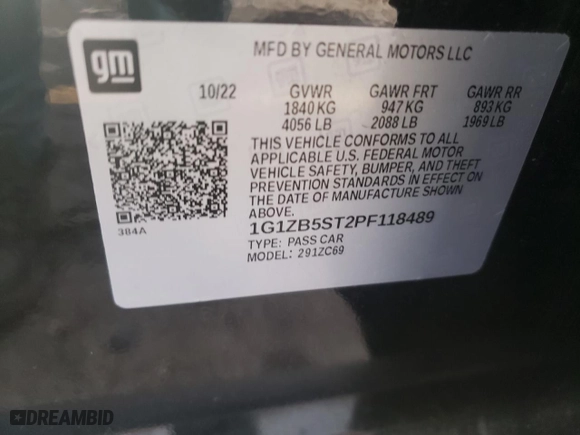 gm
MFD BY GENERAL MOTORS LLC
10/22 GVWR GAWR FRT GAWR RR
1840 KG 947 KG 893 KG
4056 LB 2088 LB 1969 LB
THIS VEHICLE CONFORMS TO ALL
APPLICABLE U.S. FEDERAL MOTOR
VEHICLE SAFETY, BUMPER, AND THEFT
PREVENTION STANDARDS IN EFFECT ON
THE DATE OF MANUFACTURE SHOWN
ABOVE.
384A
1G1ZB5ST2PF118489
TYPE: PASS CAR
MODEL: 291ZC69
DREAMBID